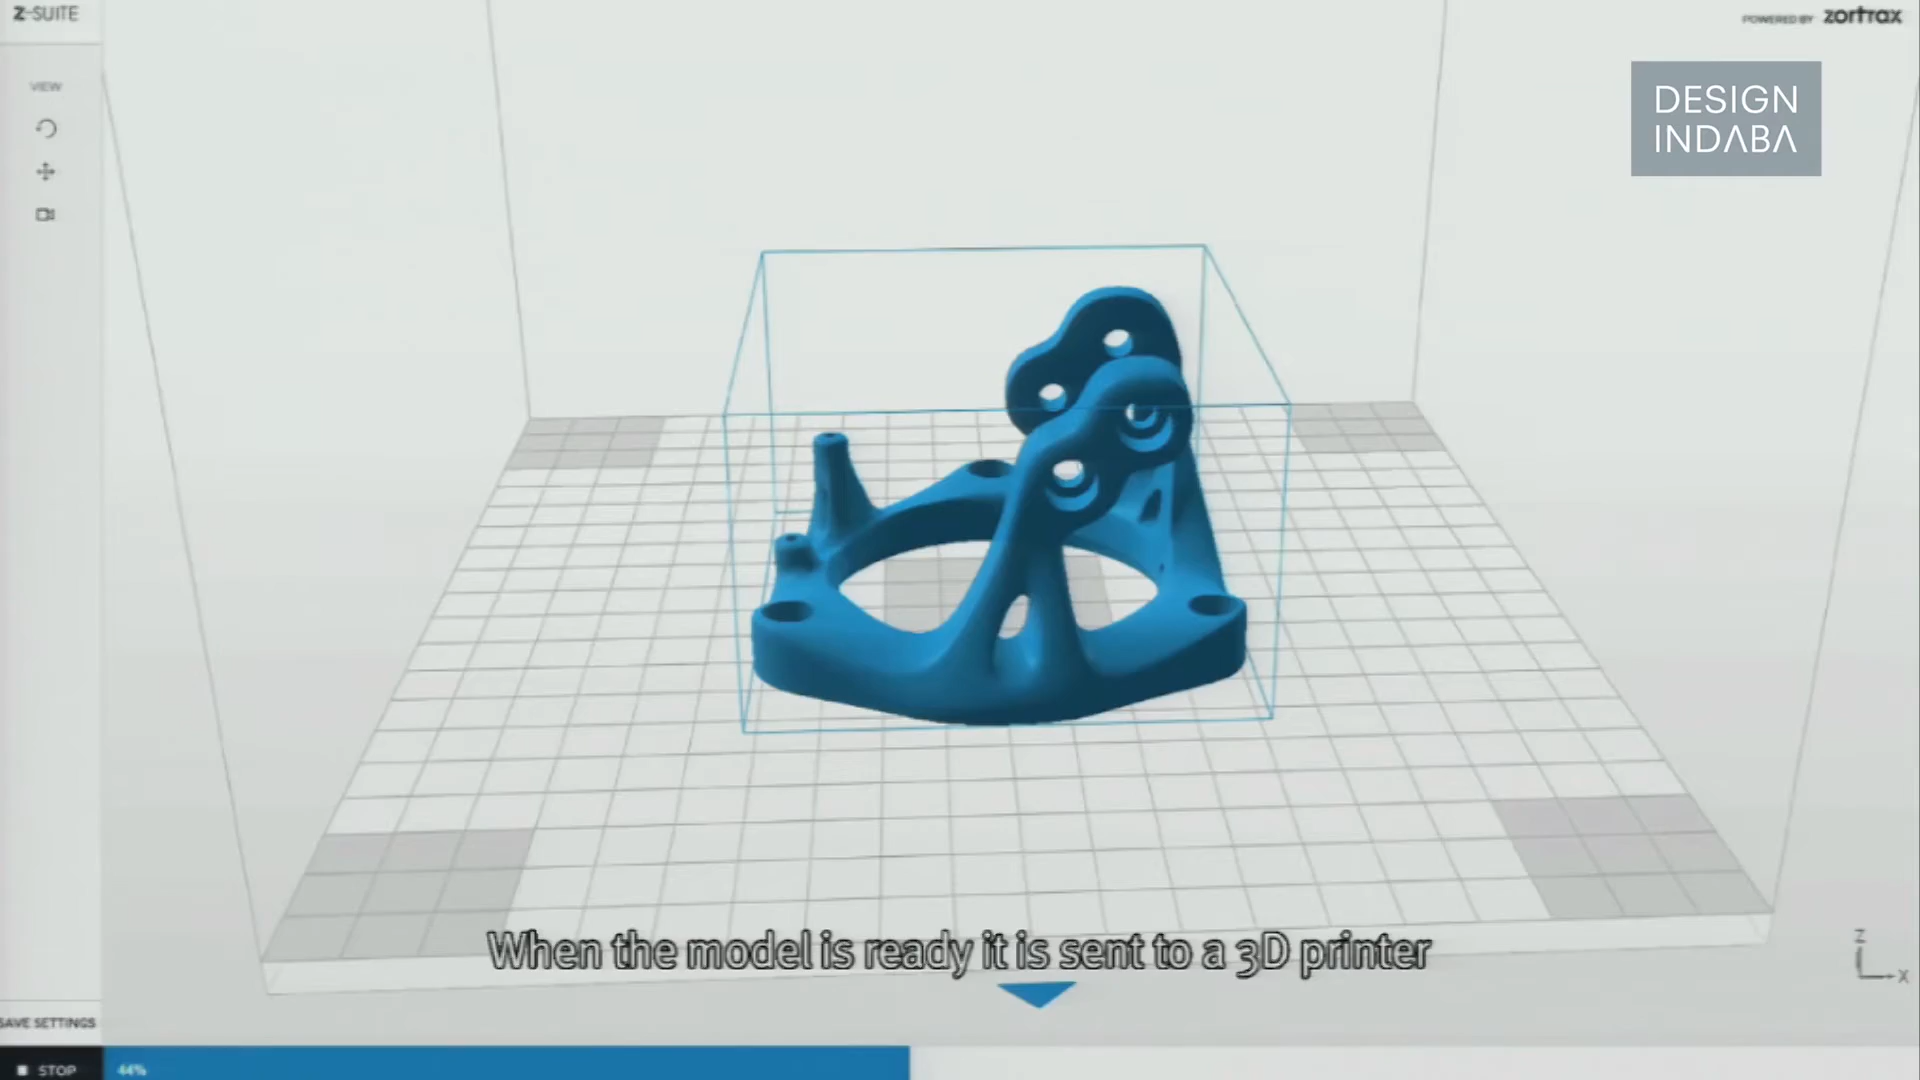 Z-SUITE
POWERED BY zortrax
DESIGN
INDABA
VIEW
When the model is ready it is sent to a 3D printer
Z
X
SAVE SETTINGS
STOP
44%